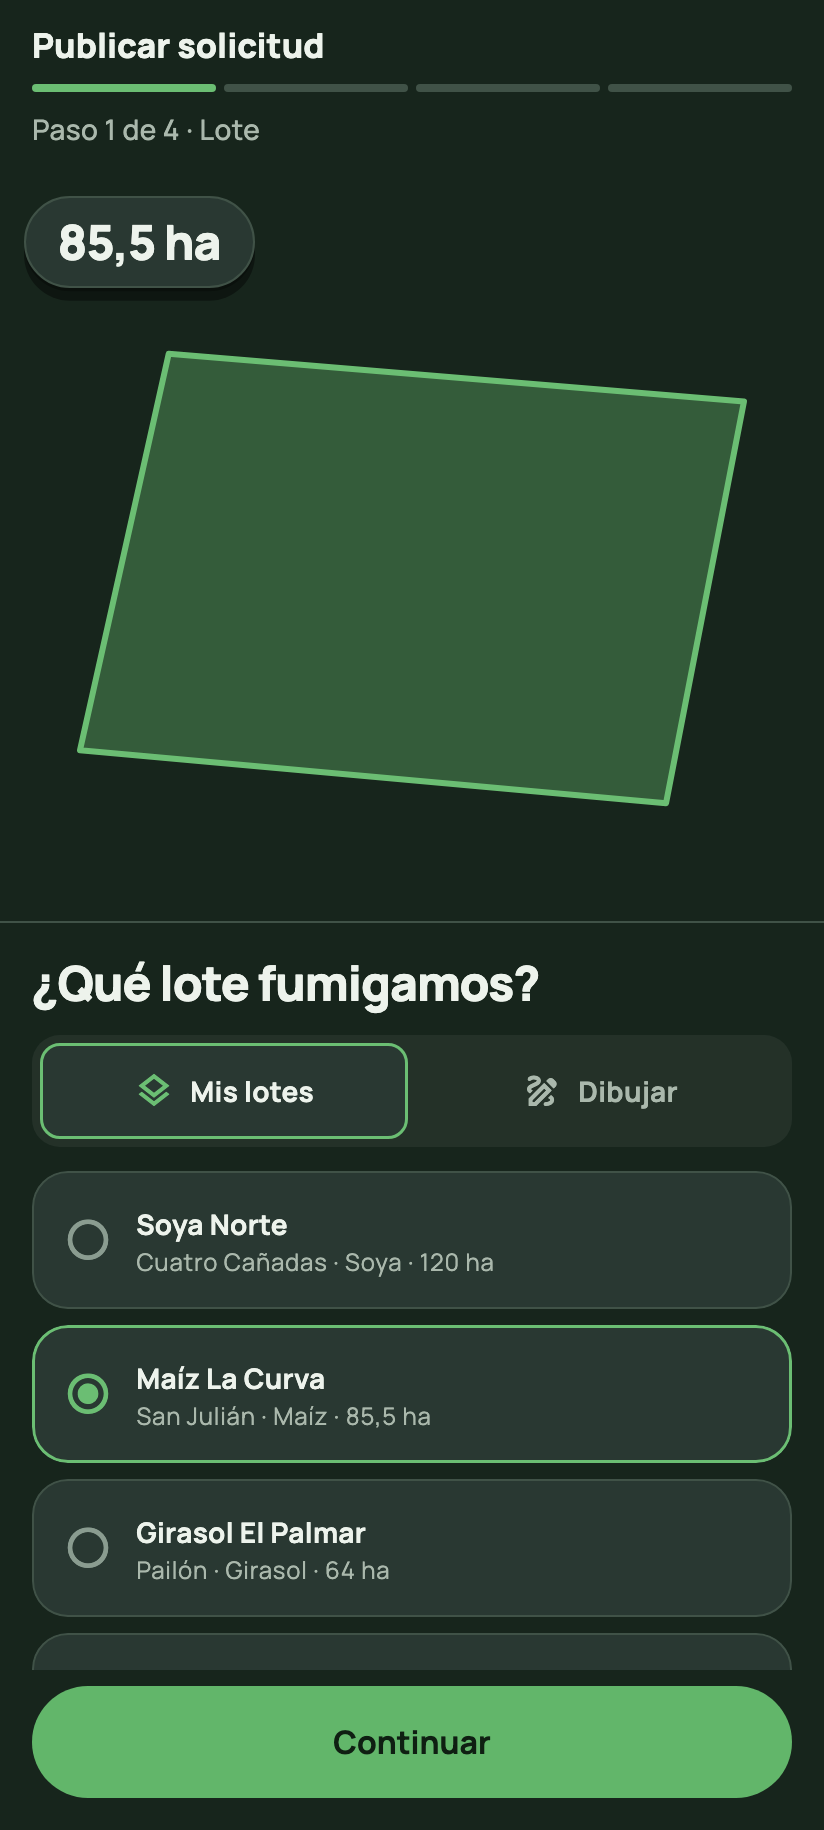 Publicar solicitud
Paso 1 de 4 · Lote
85,5 ha
¿Qué lote fumigamos?
Mis lotes
Dibujar
Soya Norte
Cuatro Cañadas · Soya · 120 ha
Maíz La Curva
San Julián · Maíz · 85,5 ha
Girasol El Palmar
Pailón · Girasol · 64 ha
Continuar